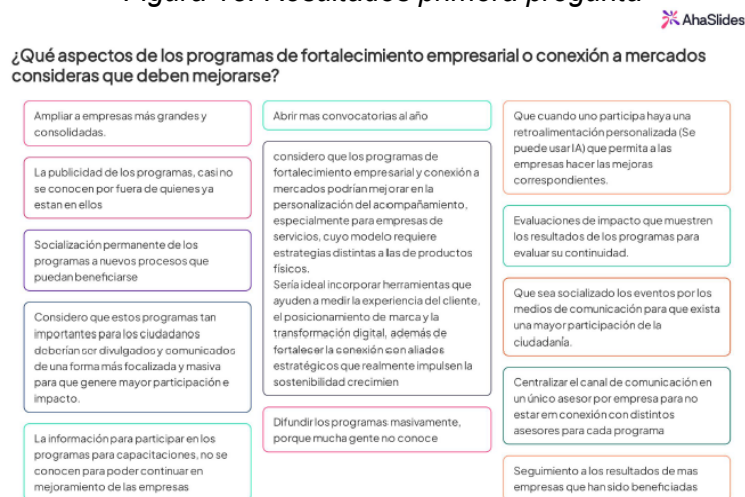 AhaSlides
¿Qué aspectos de los programas de fortalecimiento empresarial o conexión a mercados
consideras que deben mejorarse?
Ampliar a empresas más grandes y
consolidadas.
La publicidad de los programas, casi no
se conocen por fuera de quienes ya
estan en ellos
Socialización permanente de los
programas a nuevos procesos que
puedan beneficiarse
Considero que estos programas tan
importantes para los ciudadanos
deberían ser divulgados y comunicados
de una forma más focalizada y masiva
para que genere mayor participación e
impacto.
La información para participar en los
programas para capacitaciones, no se
conocen para poder continuar en
mejoramiento de las empresas
Abrir mas convocatorias al año
considero que los programas de
fortalecimiento empresarial y conexión a
mercados podrían mejorar en la
personalización del acompañamiento,
especialmente para empresas de
servicios, cuyo modelo requiere
estrategias distintas a las de productos
físicos.
Sería ideal incorporar herramientas que
ayuden a medir la experiencia del cliente,
el posicionamiento de marca y la
transformación digital, además de
fortalecer la conexión con aliados
estratégicos que realmente impulsen la
sostenibilidad crecimien
Difundir los programas masivamente,
porque mucha gente no conoce
Que cuando uno participa haya una
retroalimentación personalizada (Se
puede usar IA) que permita a las
empresas hacer las mejoras
correspondientes.
Evaluaciones de impacto que muestren
los resultados de los programas para
evaluar su continuidad.
Que sea socializado los eventos por los
medios de comunicación para que exista
una mayor participación de la
ciudadanía.
Centralizar el canal de comunicación en
un único asesor por empresa para no
estar em conexión con distintos
asesores para cada programa
Seguimiento a los resultados de mas
empresas que han sido beneficiadas